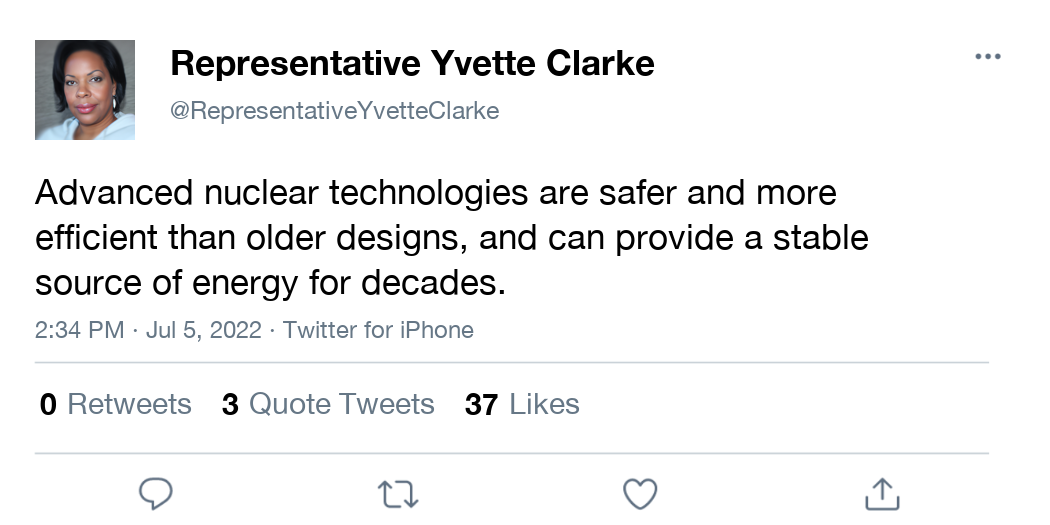 Representative Yvette Clarke
@RepresentativeYvetteClarke
Advanced nuclear technologies are safer and more
efficient than older designs, and can provide a stable
source of energy for decades.
2:34 PM · Jul 5, 2022 · Twitter for iPhone
0 Retweets 3 Quote Tweets 37 Likes